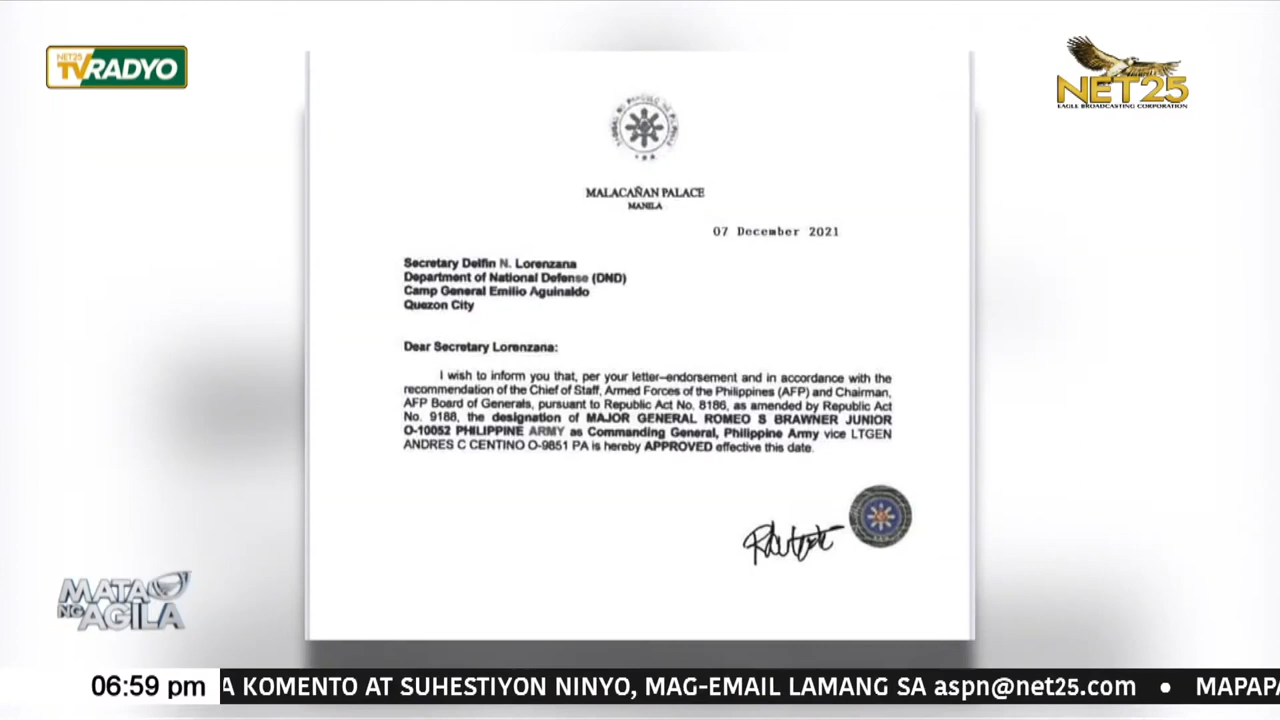 NET25
TVRADYO
NET25
EAGLE BROADCASTING CORPORATION
MALACAÑAN PALACE
MANILA
07 December 2021
Secretary Delfin N. Lorenzana
Department of National Defense (DND)
Camp General Emilio Aguinaldo
Quezon City
Dear Secretary Lorenzana:
I wish to inform you that, per your letter–endorsement and in accordance with the
recommendation of the Chief of Staff, Armed Forces of the Philippines (AFP) and Chairman,
AFP Board of Generals, pursuant to Republic Act No. 8186, as amended by Republic Act
No. 9188, the designation of MAJOR GENERAL ROMEO S BRAWNER JUNIOR
O-10052 PHILIPPINE ARMY as Commanding General, Philippine Army vice LTGEN
ANDRES C CENTINO O-9851 PA is hereby APPROVED effective this date.
MATA
NG AGILA
06:59 pm
A KOMENTO AT SUHESTIYON NINYO, MAG-EMAIL LAMANG SA aspn@net25.com • MAPAPA